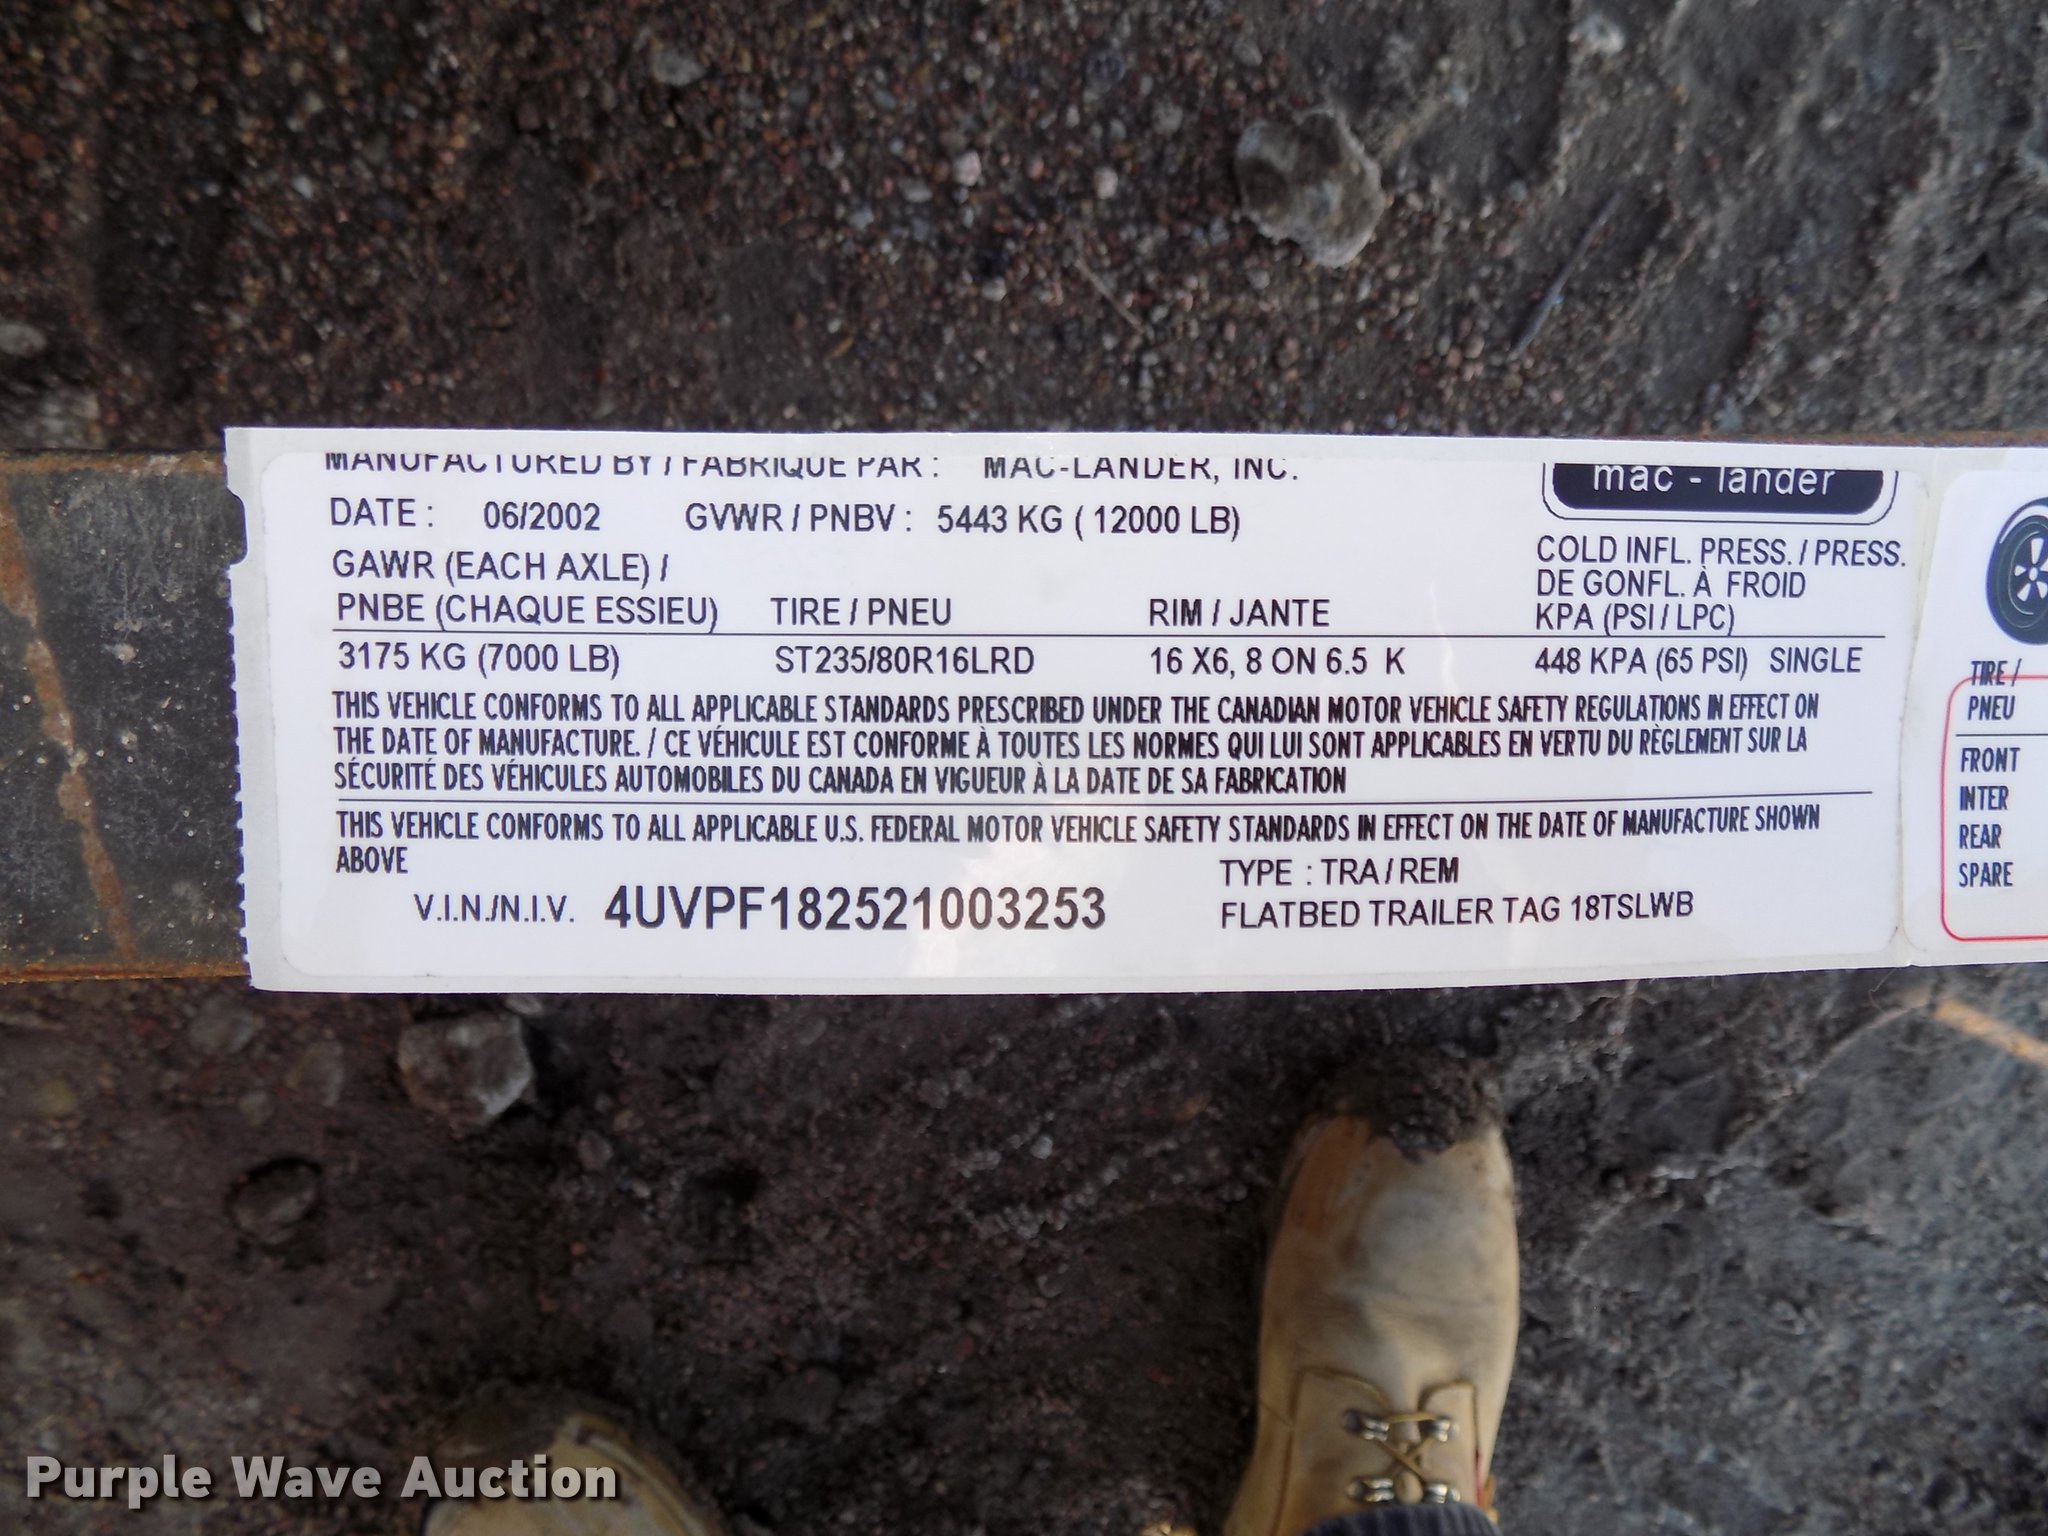 MANUFACTURED BY / FABRIQUE PAR : MAC-LANDER, INC.
mac - lander
DATE : 06/2002 GVWR / PNBV : 5443 KG ( 12000 LB)
GAWR (EACH AXLE) /
PNBE (CHAQUE ESSIEU) TIRE / PNEU RIM / JANTE
COLD INFL. PRESS. / PRESS.
DE GONFL. À FROID
KPA (PSI / LPC)
3175 KG (7000 LB) ST235/80R16LRD 16 X6, 8 ON 6.5 K 448 KPA (65 PSI) SINGLE
THIS VEHICLE CONFORMS TO ALL APPLICABLE STANDARDS PRESCRIBED UNDER THE CANADIAN MOTOR VEHICLE SAFETY REGULATIONS IN EFFECT ON
THE DATE OF MANUFACTURE. / CE VÉHICULE EST CONFORME À TOUTES LES NORMES QUI LUI SONT APPLICABLES EN VERTU DU RÈGLEMENT SUR LA
SÉCURITÉ DES VÉHICULES AUTOMOBILES DU CANADA EN VIGUEUR À LA DATE DE SA FABRICATION
THIS VEHICLE CONFORMS TO ALL APPLICABLE U.S. FEDERAL MOTOR VEHICLE SAFETY STANDARDS IN EFFECT ON THE DATE OF MANUFACTURE SHOWN
ABOVE
V.I.N./N.I.V. 4UVPF182521003253
TYPE : TRA / REM
FLATBED TRAILER TAG 18TSLWB
TIRE /
PNEU
FRONT
INTER
REAR
SPARE
Purple Wave Auction